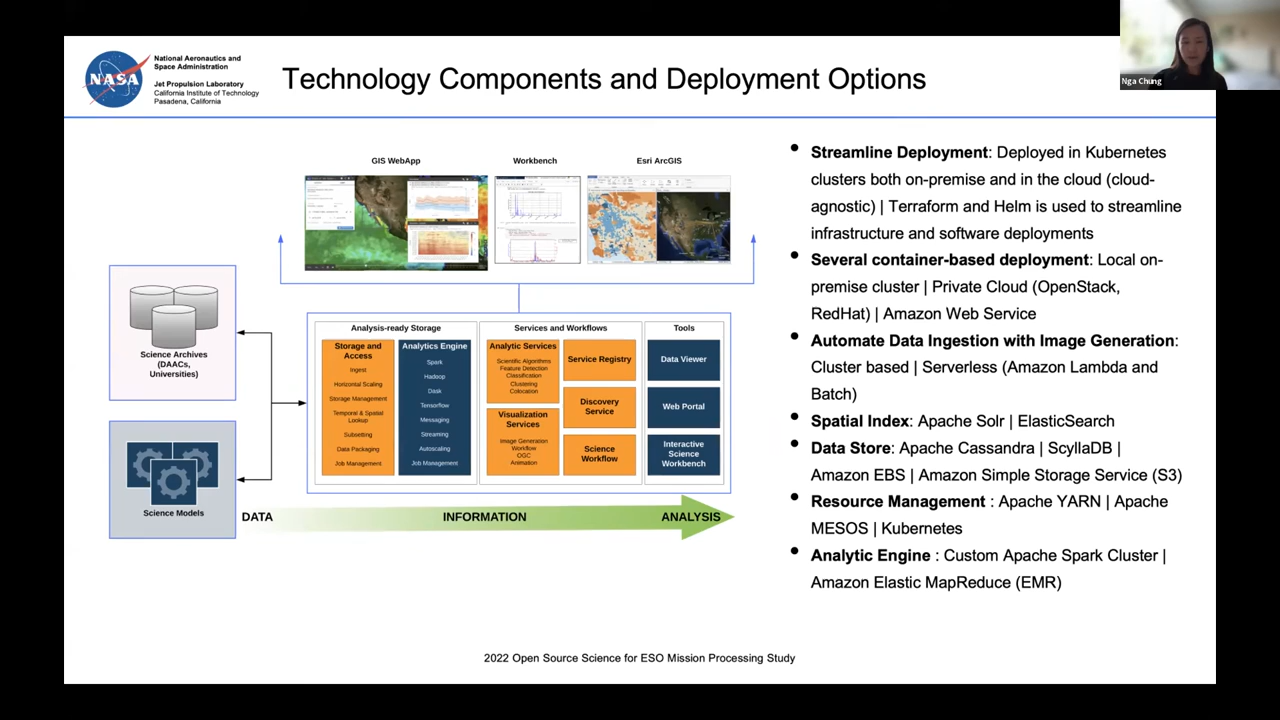 Nga Chung
NASA
National Aeronautics and
Space Administration
Jet Propulsion Laboratory
California Institute of Technology
Pasadena, California
Technology Components and Deployment Options
GIS WebApp
Workbench
Esri ArcGIS
Science Archives
(DAACs,
Universities)
Science Models
Analysis-ready Storage
Storage and
Access
Ingest
Horizontal Scaling
Storage Management
Temporal & Spatial
Lookup
Subsetting
Data Packaging
Job Management
Analytics Engine
Spark
Hadoop
Dask
Tensorflow
Messaging
Streaming
Autoscaling
Job Management
Services and Workflows
Analytic Services
Scientific Algorithms
Feature Detection
Classification
Clustering
Colocation
Visualization
Services
Image Generation
Workflow
OGC
Animation
Service Registry
Discovery
Service
Science
Workflow
Tools
Data Viewer
Web Portal
Interactive
Science
Workbench
DATA
INFORMATION
ANALYSIS
• Streamline Deployment: Deployed in Kubernetes
clusters both on-premise and in the cloud (cloud-
agnostic) | Terraform and Helm is used to streamline
infrastructure and software deployments
• Several container-based deployment: Local on-
premise cluster | Private Cloud (OpenStack,
RedHat) | Amazon Web Service
• Automate Data Ingestion with Image Generation:
Cluster based | Serverless (Amazon Lambda and
Batch)
• Spatial Index: Apache Solr | ElasticSearch
• Data Store: Apache Cassandra | ScyllaDB |
Amazon EBS | Amazon Simple Storage Service (S3)
• Resource Management : Apache YARN | Apache
MESOS | Kubernetes
• Analytic Engine : Custom Apache Spark Cluster |
Amazon Elastic MapReduce (EMR)
2022 Open Source Science for ESO Mission Processing Study